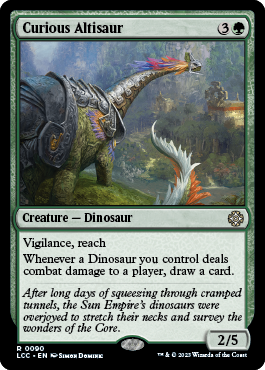 Curious Altisaur 3
Creature — Dinosaur
Vigilance, reach
Whenever a Dinosaur you control deals
combat damage to a player, draw a card.
After long days of squeezing through cramped
tunnels, the Sun Empire's dinosaurs were
overjoyed to stretch their necks and survey the
wonders of the Core.
2/5
R 0090
LCC • EN Simon Dominic
™ & © 2023 Wizards of the Coast